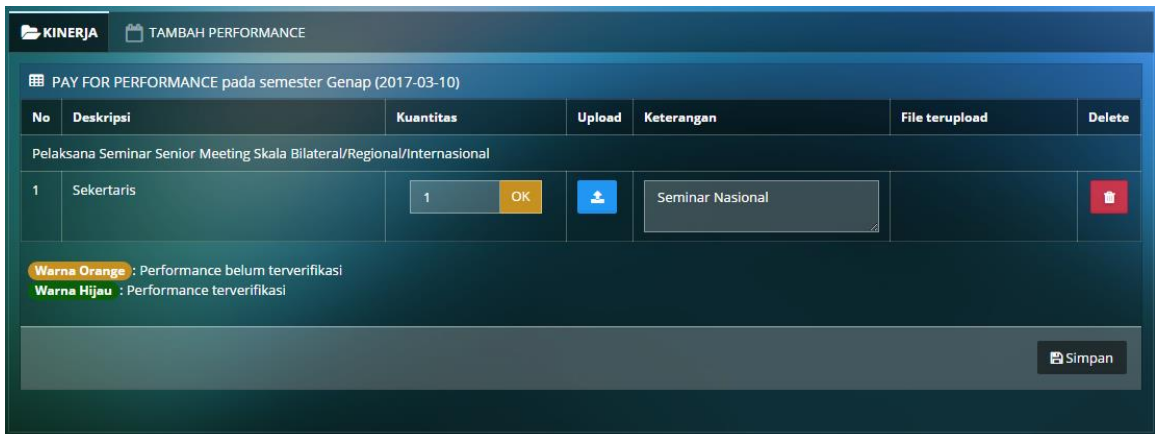 KINERJA TAMBAH PERFORMANCE
PAY FOR PERFORMANCE pada semester Genap (2017-03-10)
No Deskripsi Kuantitas Upload Keterangan File terupload Delete
Pelaksana Seminar Senior Meeting Skala Bilateral/Regional/Internasional
1 Sekertaris 1 OK Seminar Nasional
Warna Orange : Performance belum terverifikasi
Warna Hijau : Performance terverifikasi
Simpan